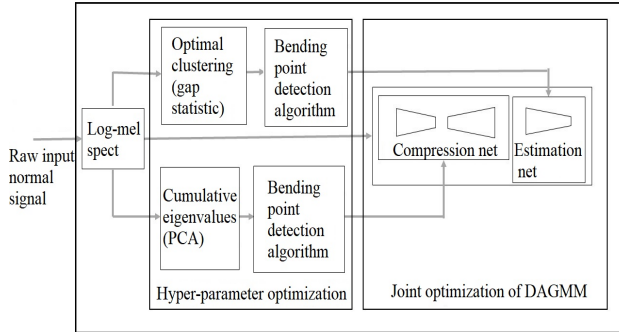 Raw input
normal
signal
Log-mel
spect
Optimal
clustering
(gap
statistic)
Bending
point
detection
algorithm
Cumulative
eigenvalues
(PCA)
Bending
point
detection
algorithm
Hyper-parameter optimization
Compression net
Estimation
net
Joint optimization of DAGMM